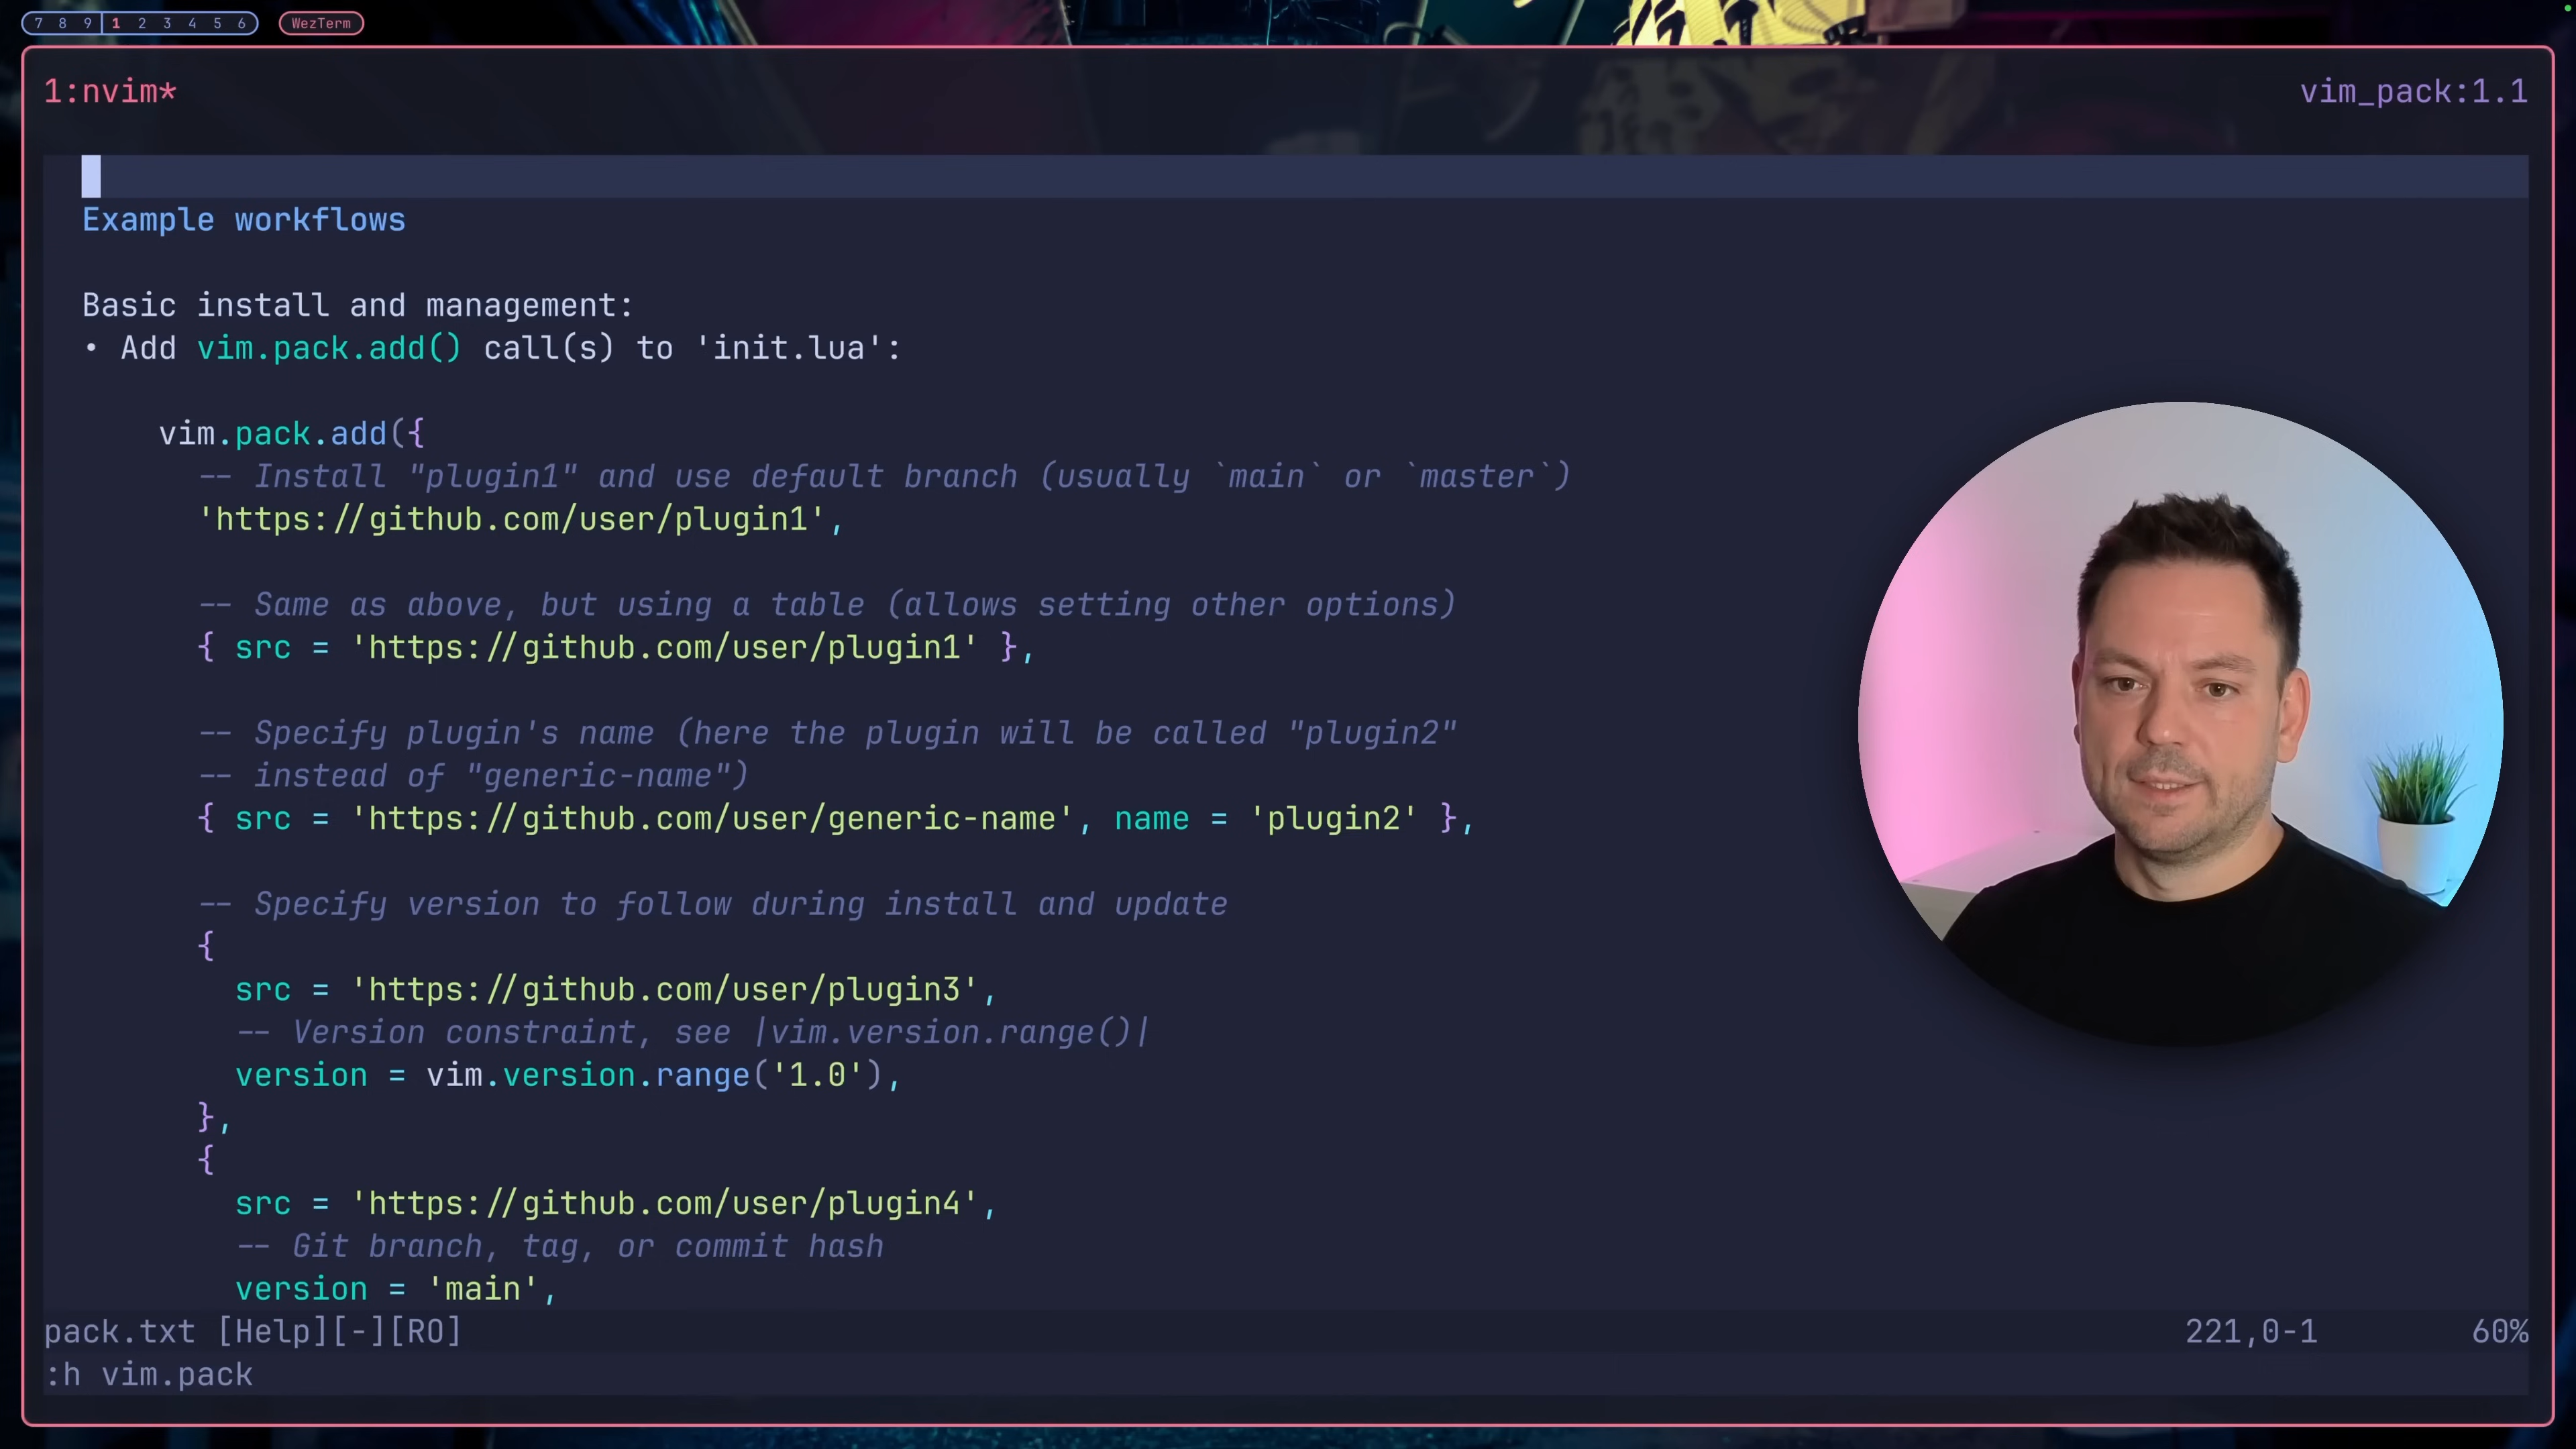 7 8 9 1 2 3 4 5 6 WezTerm
1:nvim* vim_pack:1.1
Example workflows
Basic install and management:
• Add vim.pack.add() call(s) to 'init.lua':
vim.pack.add({
-- Install "plugin1" and use default branch (usually `main` or `master`)
'https://github.com/user/plugin1',
-- Same as above, but using a table (allows setting other options)
{ src = 'https://github.com/user/plugin1' },
-- Specify plugin's name (here the plugin will be called "plugin2"
-- instead of "generic-name")
{ src = 'https://github.com/user/generic-name', name = 'plugin2' },
-- Specify version to follow during install and update
{
src = 'https://github.com/user/plugin3',
-- Version constraint, see |vim.version.range()|
version = vim.version.range('1.0'),
},
{
src = 'https://github.com/user/plugin4',
-- Git branch, tag, or commit hash
version = 'main',
pack.txt [Help][-][RO] 221,0-1 60%
:h vim.pack